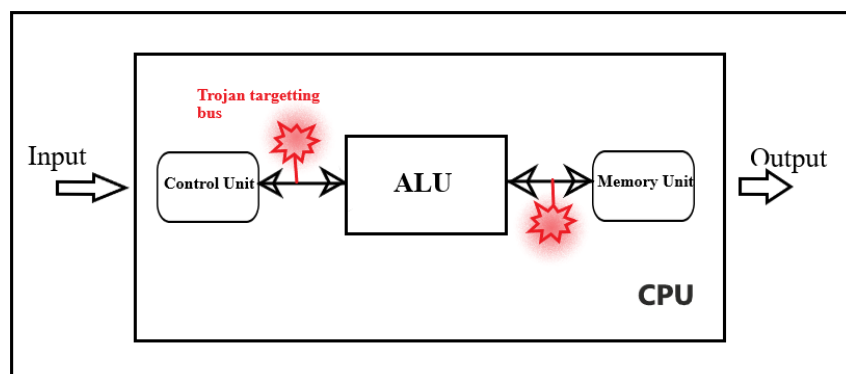 Trojan targetting
bus
Input
Control Unit
ALU
Memory Unit
Output
CPU